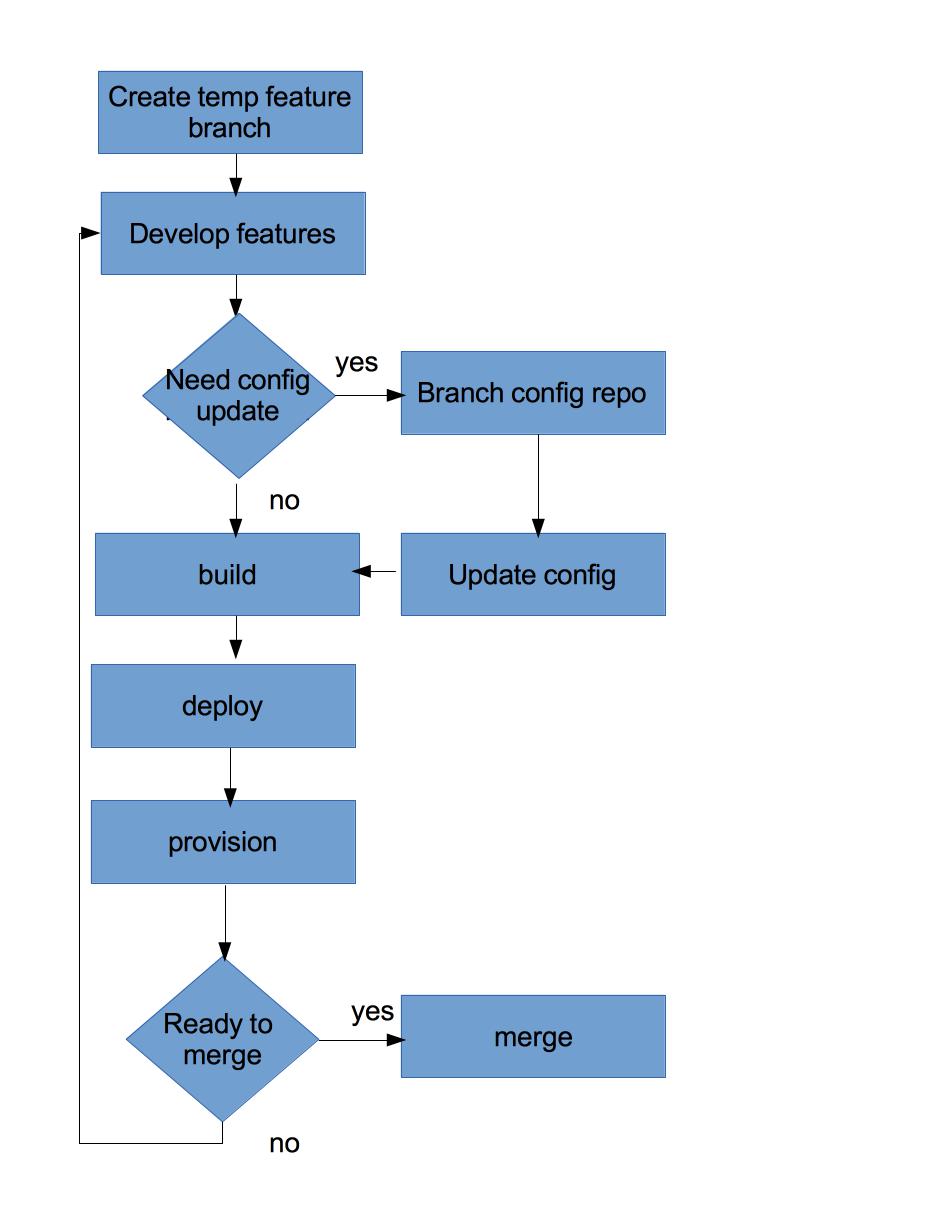 Create temp feature
branch
Develop features
yes
Need config
update
Branch config repo
no
build
Update config
deploy
provision
yes
Ready to
merge
merge
no